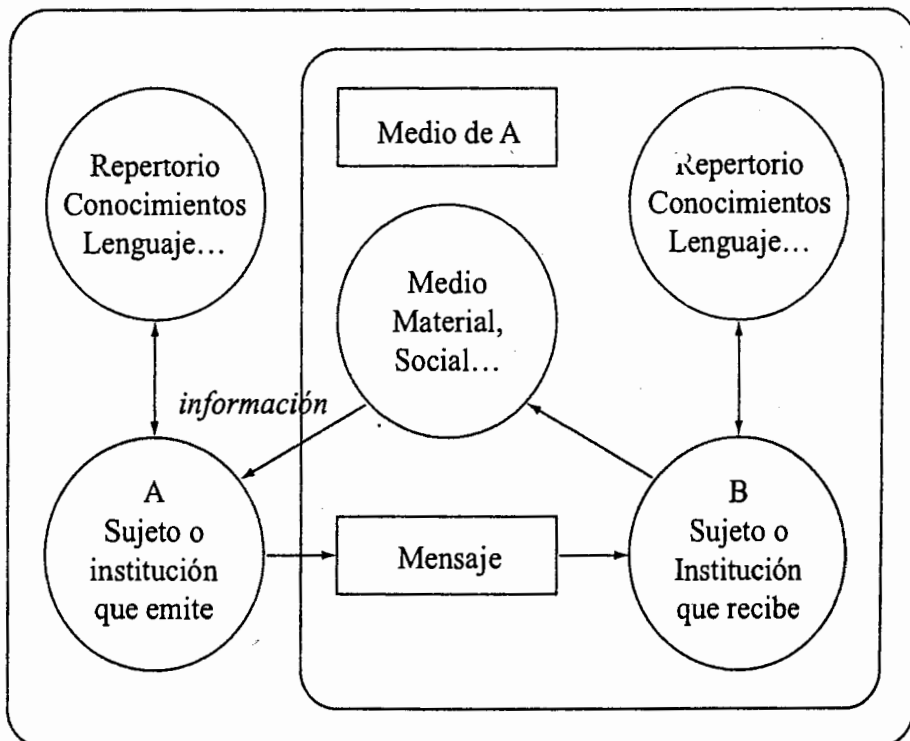 Repertorio
Conocimientos
Lenguaje…
Medio de A
Repertorio
Conocimientos
Lenguaje…
Medio
Material,
Social…
información
A
Sujeto o
institución
que emite
Mensaje
B
Sujeto o
Institución
que recibe